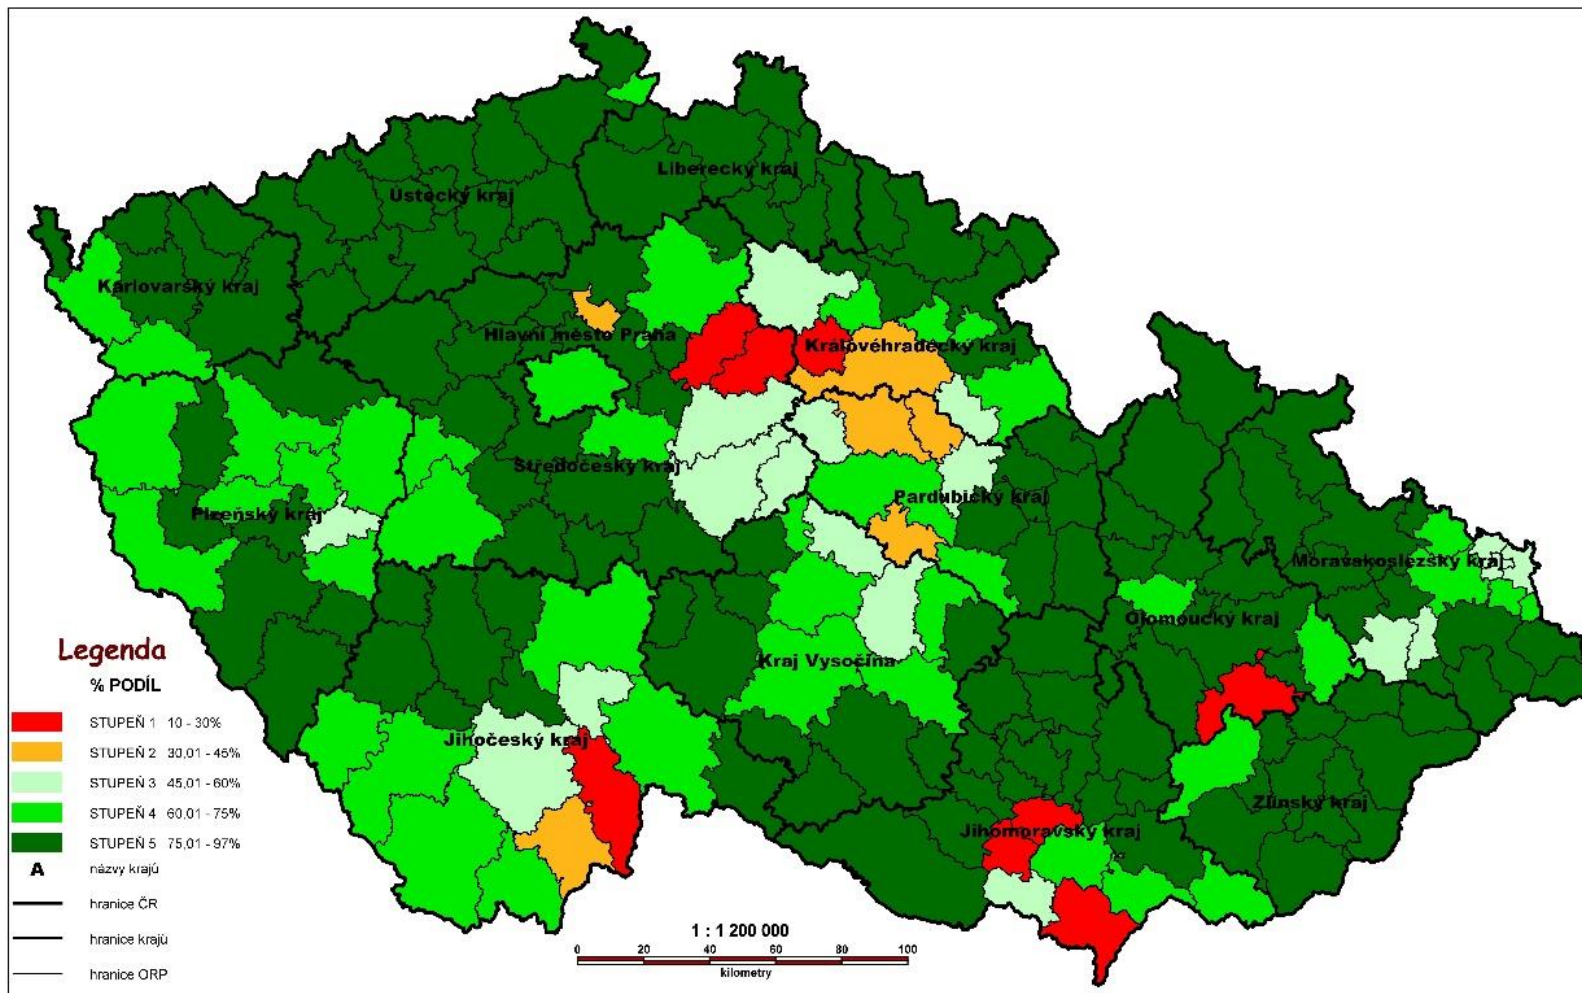 Liberecký kraj
Ústecký kraj
Karlovarský kraj
Hlavní město Praha
Královéhradecký kraj
Středočeský kraj
Pardubický kraj
Plzeňský kraj
Moravskoslezský kraj
Olomoucký kraj
Kraj Vysočina
Jihočeský kraj
Zlínský kraj
Jihomoravský kraj
Legenda
% PODÍL
STUPEŇ 1 10 - 30%
STUPEŇ 2 30,01 - 45%
STUPEŇ 3 45,01 - 60%
STUPEŇ 4 60,01 - 75%
STUPEŇ 5 75,01 - 97%
A názvy krajů
hranice ČR
hranice krajů
hranice ORP
1 : 1 200 000
0 20 40 60 80 100
kilometry